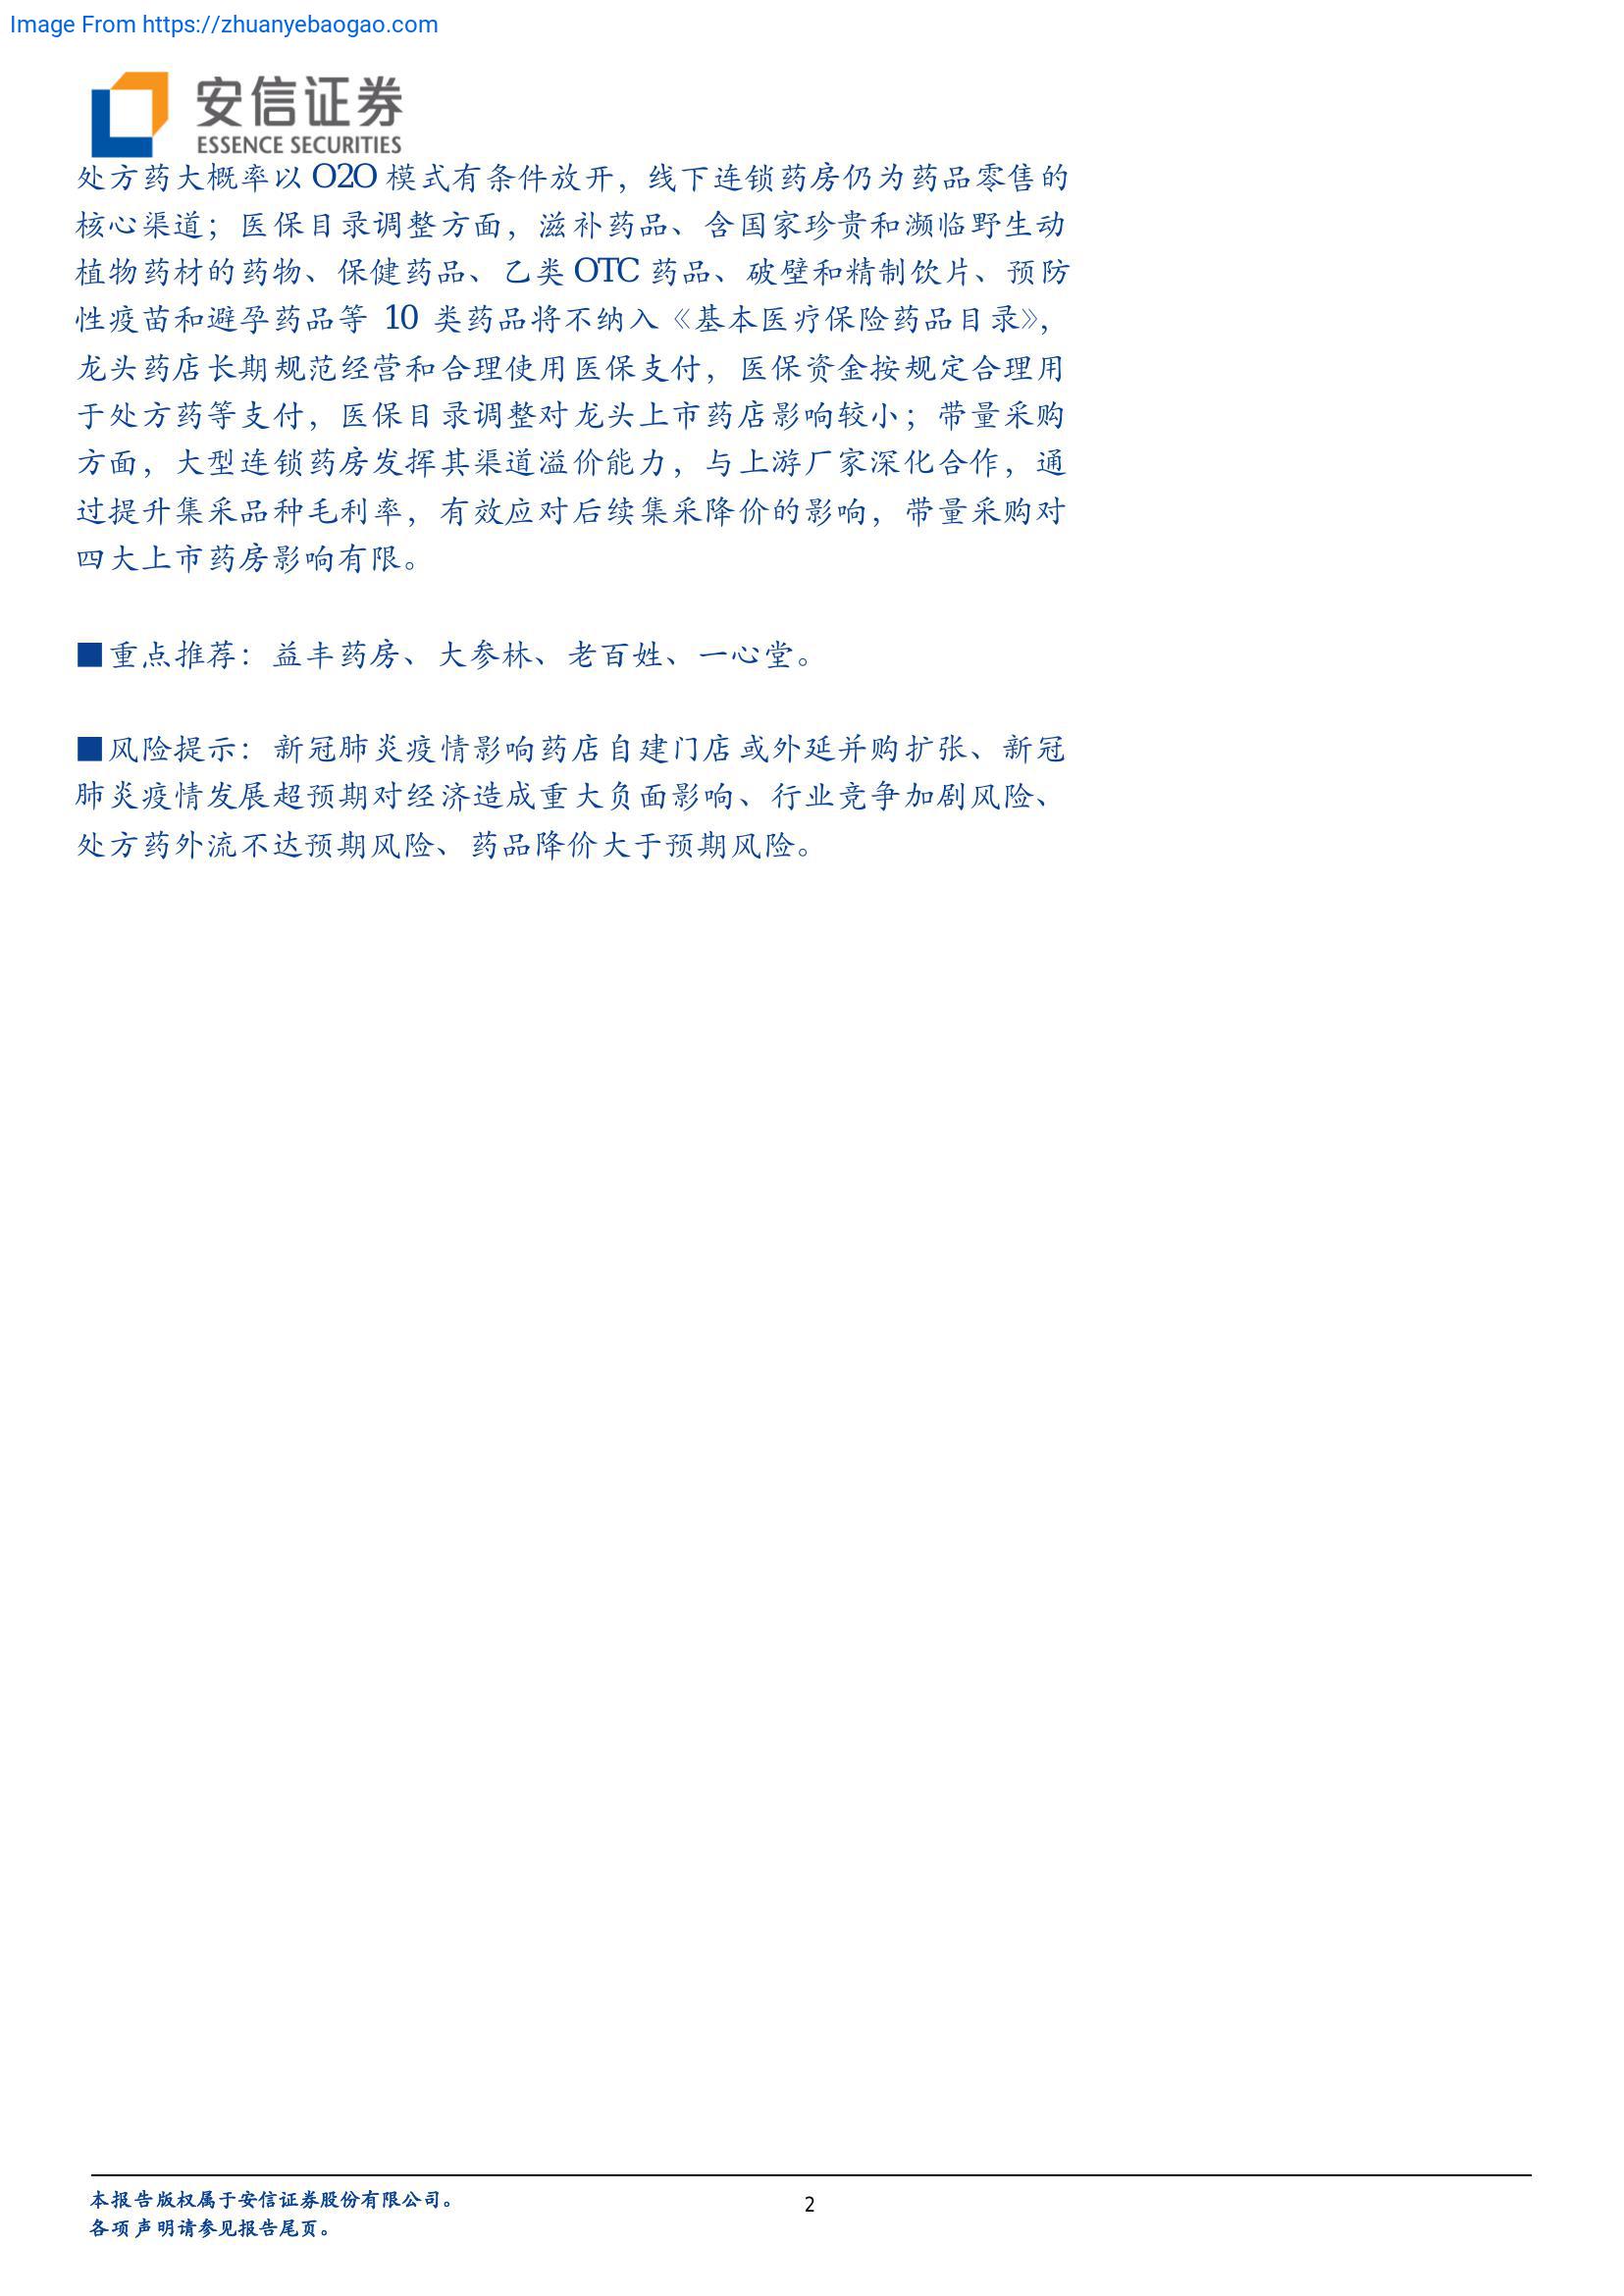 Image From https://zhuanyebaogao.com
安信证券
ESSENCE SECURITIES
处方药大概率以 O2O 模式有条件放开，线下连锁药房仍为药品零售的
核心渠道；医保目录调整方面，滋补药品、含国家珍贵和濒临野生动
植物药材的药物、保健药品、乙类 OTC 药品、破壁和精制饮片、预防
性疫苗和避孕药品等 10 类药品将不纳入《基本医疗保险药品目录》，
龙头药店长期规范经营和合理使用医保支付，医保资金按规定合理用
于处方药等支付，医保目录调整对龙头上市药店影响较小；带量采购
方面，大型连锁药房发挥其渠道溢价能力，与上游厂家深化合作，通
过提升集采品种毛利率，有效应对后续集采降价的影响，带量采购对
四大上市药房影响有限。
■重点推荐：益丰药房、大参林、老百姓、一心堂。
■风险提示：新冠肺炎疫情影响药店自建门店或外延并购扩张、新冠
肺炎疫情发展超预期对经济造成重大负面影响、行业竞争加剧风险、
处方药外流不达预期风险、药品降价大于预期风险。
本报告版权属于安信证券股份有限公司。
各项声明请参见报告尾页。
2